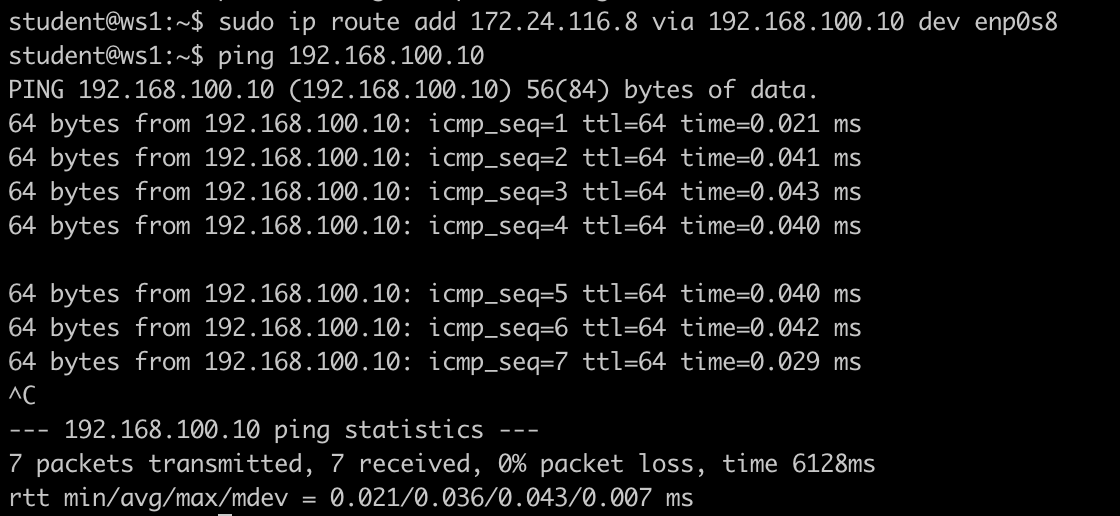 student@ws1:~$ sudo ip route add 172.24.116.8 via 192.168.100.10 dev enp0s8
student@ws1:~$ ping 192.168.100.10
PING 192.168.100.10 (192.168.100.10) 56(84) bytes of data.
64 bytes from 192.168.100.10: icmp_seq=1 ttl=64 time=0.021 ms
64 bytes from 192.168.100.10: icmp_seq=2 ttl=64 time=0.041 ms
64 bytes from 192.168.100.10: icmp_seq=3 ttl=64 time=0.043 ms
64 bytes from 192.168.100.10: icmp_seq=4 ttl=64 time=0.040 ms
64 bytes from 192.168.100.10: icmp_seq=5 ttl=64 time=0.040 ms
64 bytes from 192.168.100.10: icmp_seq=6 ttl=64 time=0.042 ms
64 bytes from 192.168.100.10: icmp_seq=7 ttl=64 time=0.029 ms
^C
--- 192.168.100.10 ping statistics ---
7 packets transmitted, 7 received, 0% packet loss, time 6128ms
rtt min/avg/max/mdev = 0.021/0.036/0.043/0.007 ms